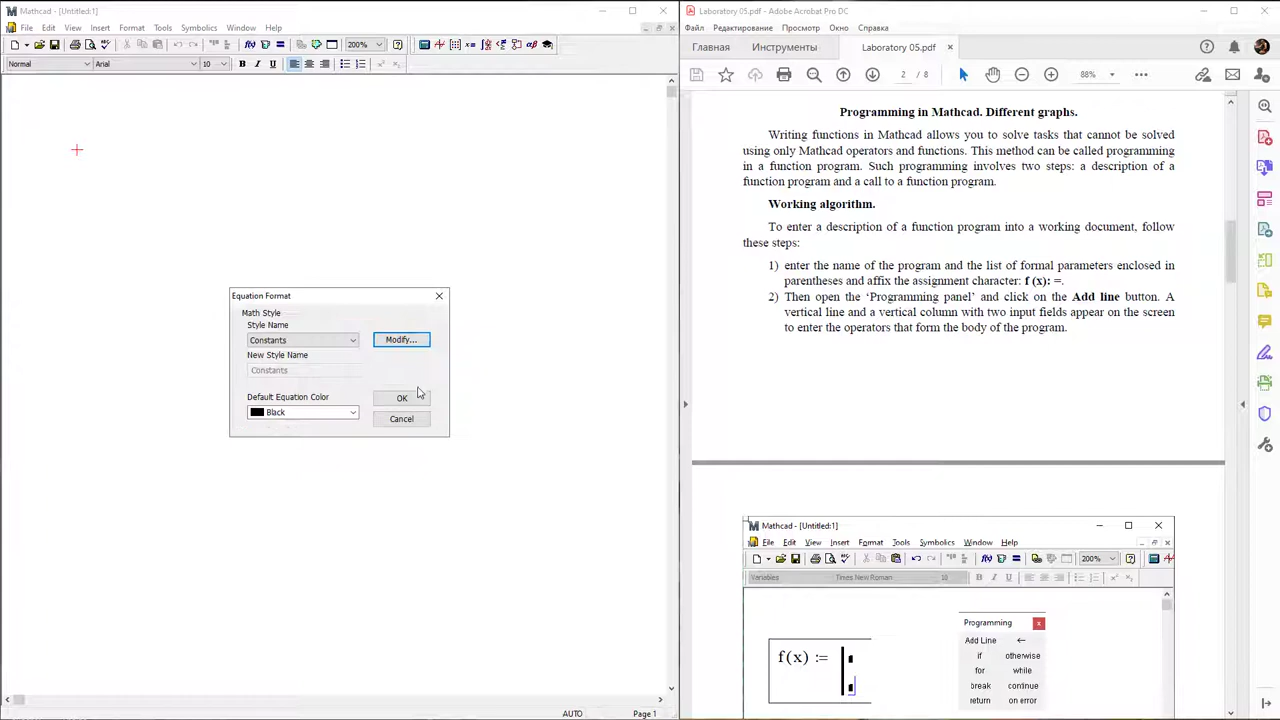 Mathcad - [Untitled:1]
File Edit View Insert Format Tools Symbolics Window Help
200%
Normal Arial 10 B I U
Equation Format
Math Style
Style Name
Constants
Modify...
New Style Name
Constants
Default Equation Color
Black
OK
Cancel
AUTO Page 1
Laboratory 05.pdf - Adobe Acrobat Pro DC
Файл Редактирование Просмотр Окно Справка
Главная Инструменты Laboratory 05.pdf
2 / 8 88%
Programming in Mathcad. Different graphs.
Writing functions in Mathcad allows you to solve tasks that cannot be solved
using only Mathcad operators and functions. This method can be called programming
in a function program. Such programming involves two steps: a description of a
function program and a call to a function program.
Working algorithm.
To enter a description of a function program into a working document, follow
these steps:
1) enter the name of the program and the list of formal parameters enclosed in
parentheses and affix the assignment character: f (x): =.
2) Then open the ‘Programming panel’ and click on the Add line button. A
vertical line and a vertical column with two input fields appear on the screen
to enter the operators that form the body of the program.
Mathcad - [Untitled:1]
File Edit View Insert Format Tools Symbolics Window Help
200%
Variables Times New Roman 10 B I U
f(x) :=
Programming
Add Line ←
if otherwise
for while
break continue
return on error